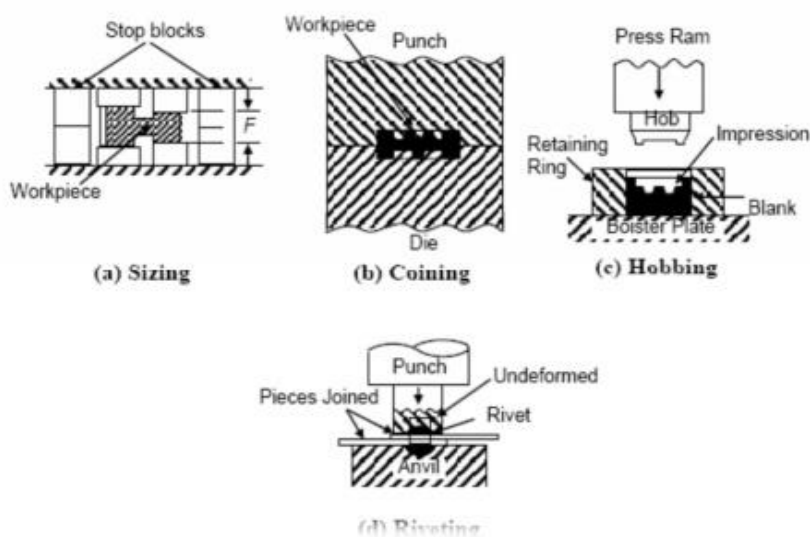 Stop blocks
F
Workpiece
(a) Sizing
Workpiece
Punch
Die
(b) Coining
Press Ram
Hob
Impression
Retaining
Ring
Blank
Boister Plate
(c) Hobbing
Punch
Undeformed
Pieces Joined
Rivet
Anvil
(d) Riveting